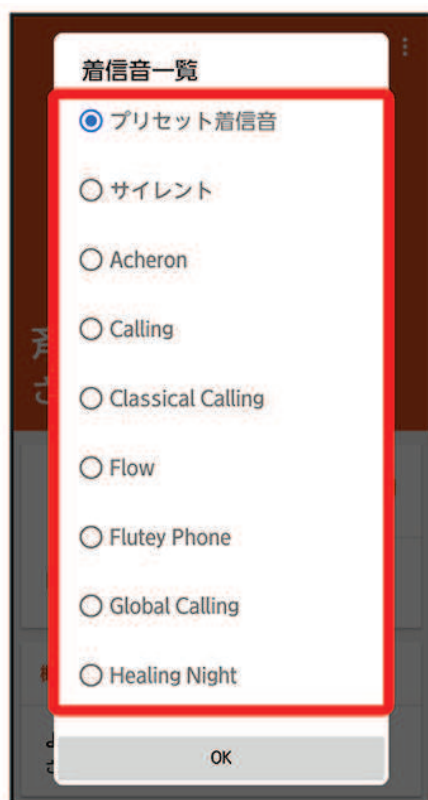 着信音一覧
プリセット着信音
サイレント
Acheron
Calling
Classical Calling
Flow
Flutey Phone
Global Calling
Healing Night
OK